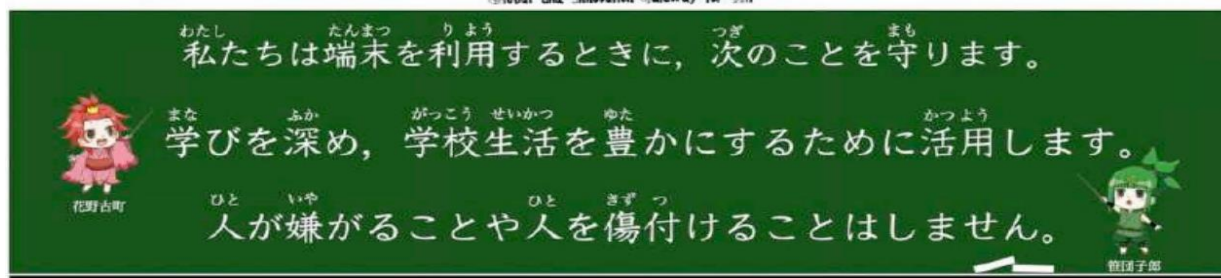 私たちは端末を利用するときに，次のことを守ります。
学びを深め，学校生活を豊かにするために活用します。
人が嫌がることや人を傷付けることはしません。
花野古町
笹団子郎